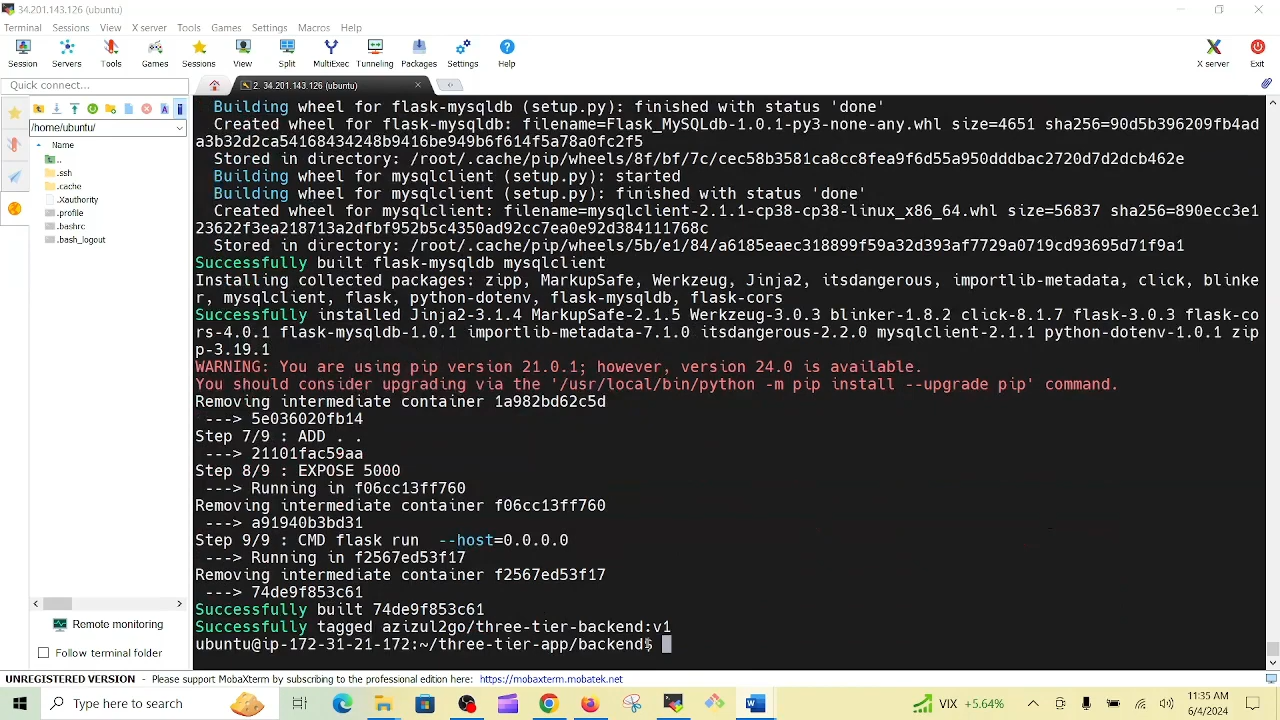 34.201.143.126 (ubuntu)
Terminal Sessions View X server Tools Games Settings Macros Help
Session Servers Tools Games Sessions View Split MultiExec Tunneling Packages Settings Help X server Exit
Quick connect...
2. 34.201.143.126 (ubuntu)
/home/ubuntu/
Name
..
.ssh
.cache
.Xauthority
.profile
.bashrc
.bash_logout
Remote monitoring
Follow terminal folder
Building wheel for flask-mysqldb (setup.py): finished with status 'done'
Created wheel for flask-mysqldb: filename=Flask_MySQLdb-1.0.1-py3-none-any.whl size=4651 sha256=90d5b396209fb4ad
a3b32d2ca54168434248b9416be949b6f614f5a78a0fc2f5
Stored in directory: /root/.cache/pip/wheels/8f/bf/7c/cec38b3581ca8cc8fea9f6d55a950dddbac2720d7d2dcb462e
Building wheel for mysqlclient (setup.py): started
Building wheel for mysqlclient (setup.py): finished with status 'done'
Created wheel for mysqlclient: filename=mysqlclient-2.1.1-cp38-cp38-linux_x86_64.whl size=56837 sha256=890ecc3e1
Stored in directory: /root/.cache/pip/wheels/5b/e1/84/a6185eaec318899f59a32d393af7729a0719cd93695d71f9a1
Successfully built flask-mysqldb mysqlclient
Installing collected packages: zipp, MarkupSafe, Werkzeug, Jinja2, itsdangerous, importlib-metadata, click, blinke
r, mysqlclient, flask, python-dotenv, flask-mysqldb, flask-cors
Successfully installed Jinja2-3.1.4 MarkupSafe-2.1.5 Werkzeug-3.0.3 blinker-1.8.2 click-8.1.7 flask-3.0.3 flask-co
rs-4.0.1 flask-mysqldb-1.0.1 importlib-metadata-7.1.0 itsdangerous-2.2.0 mysqlclient-2.1.1 python-dotenv-1.0.1 zip
p-3.19.1
WARNING: You are using pip version 21.0.1; however, version 24.0 is available.
You should consider upgrading via the '/usr/local/bin/python -m pip install --upgrade pip' command.
Removing intermediate container 1a982bd62c5d
---> 5e036020fb14
Step 7/9 : ADD . .
---> 21101fac59aa
Step 8/9 : EXPOSE 5000
---> Running in f06cc13ff760
Removing intermediate container f06cc13ff760
---> a91940b3bd31
Step 9/9 : CMD flask run --host=0.0.0.0
---> Running in f2567ed53f17
Removing intermediate container f2567ed53f17
---> 74de9f853c61
Successfully built 74de9f853c61
Successfully tagged azizul2go/three-tier-backend:v1
ubuntu@ip-172-31-21-172:~/three-tier-app/backend$
UNREGISTERED VERSION - Please support MobaXterm by subscribing to the professional edition here: https://mobaxterm.mobatek.net
Type here to search
VIX +5.64%
11:35 AM
6/4/2024